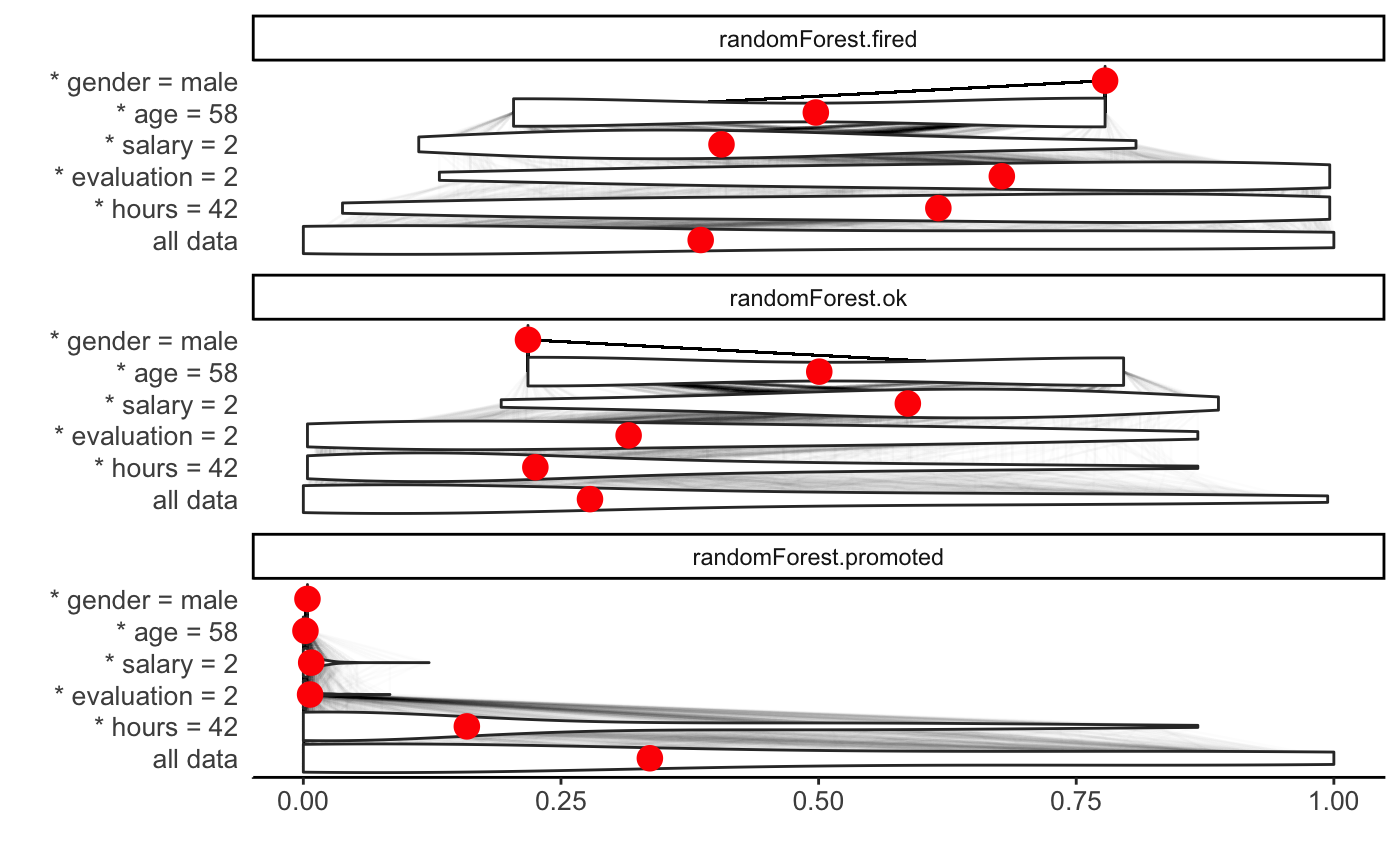 randomForest.fired
* gender = male
* age = 58
* salary = 2
* evaluation = 2
* hours = 42
all data
randomForest.ok
* gender = male
* age = 58
* salary = 2
* evaluation = 2
* hours = 42
all data
randomForest.promoted
* gender = male
* age = 58
* salary = 2
* evaluation = 2
* hours = 42
all data
0.00 0.25 0.50 0.75 1.00